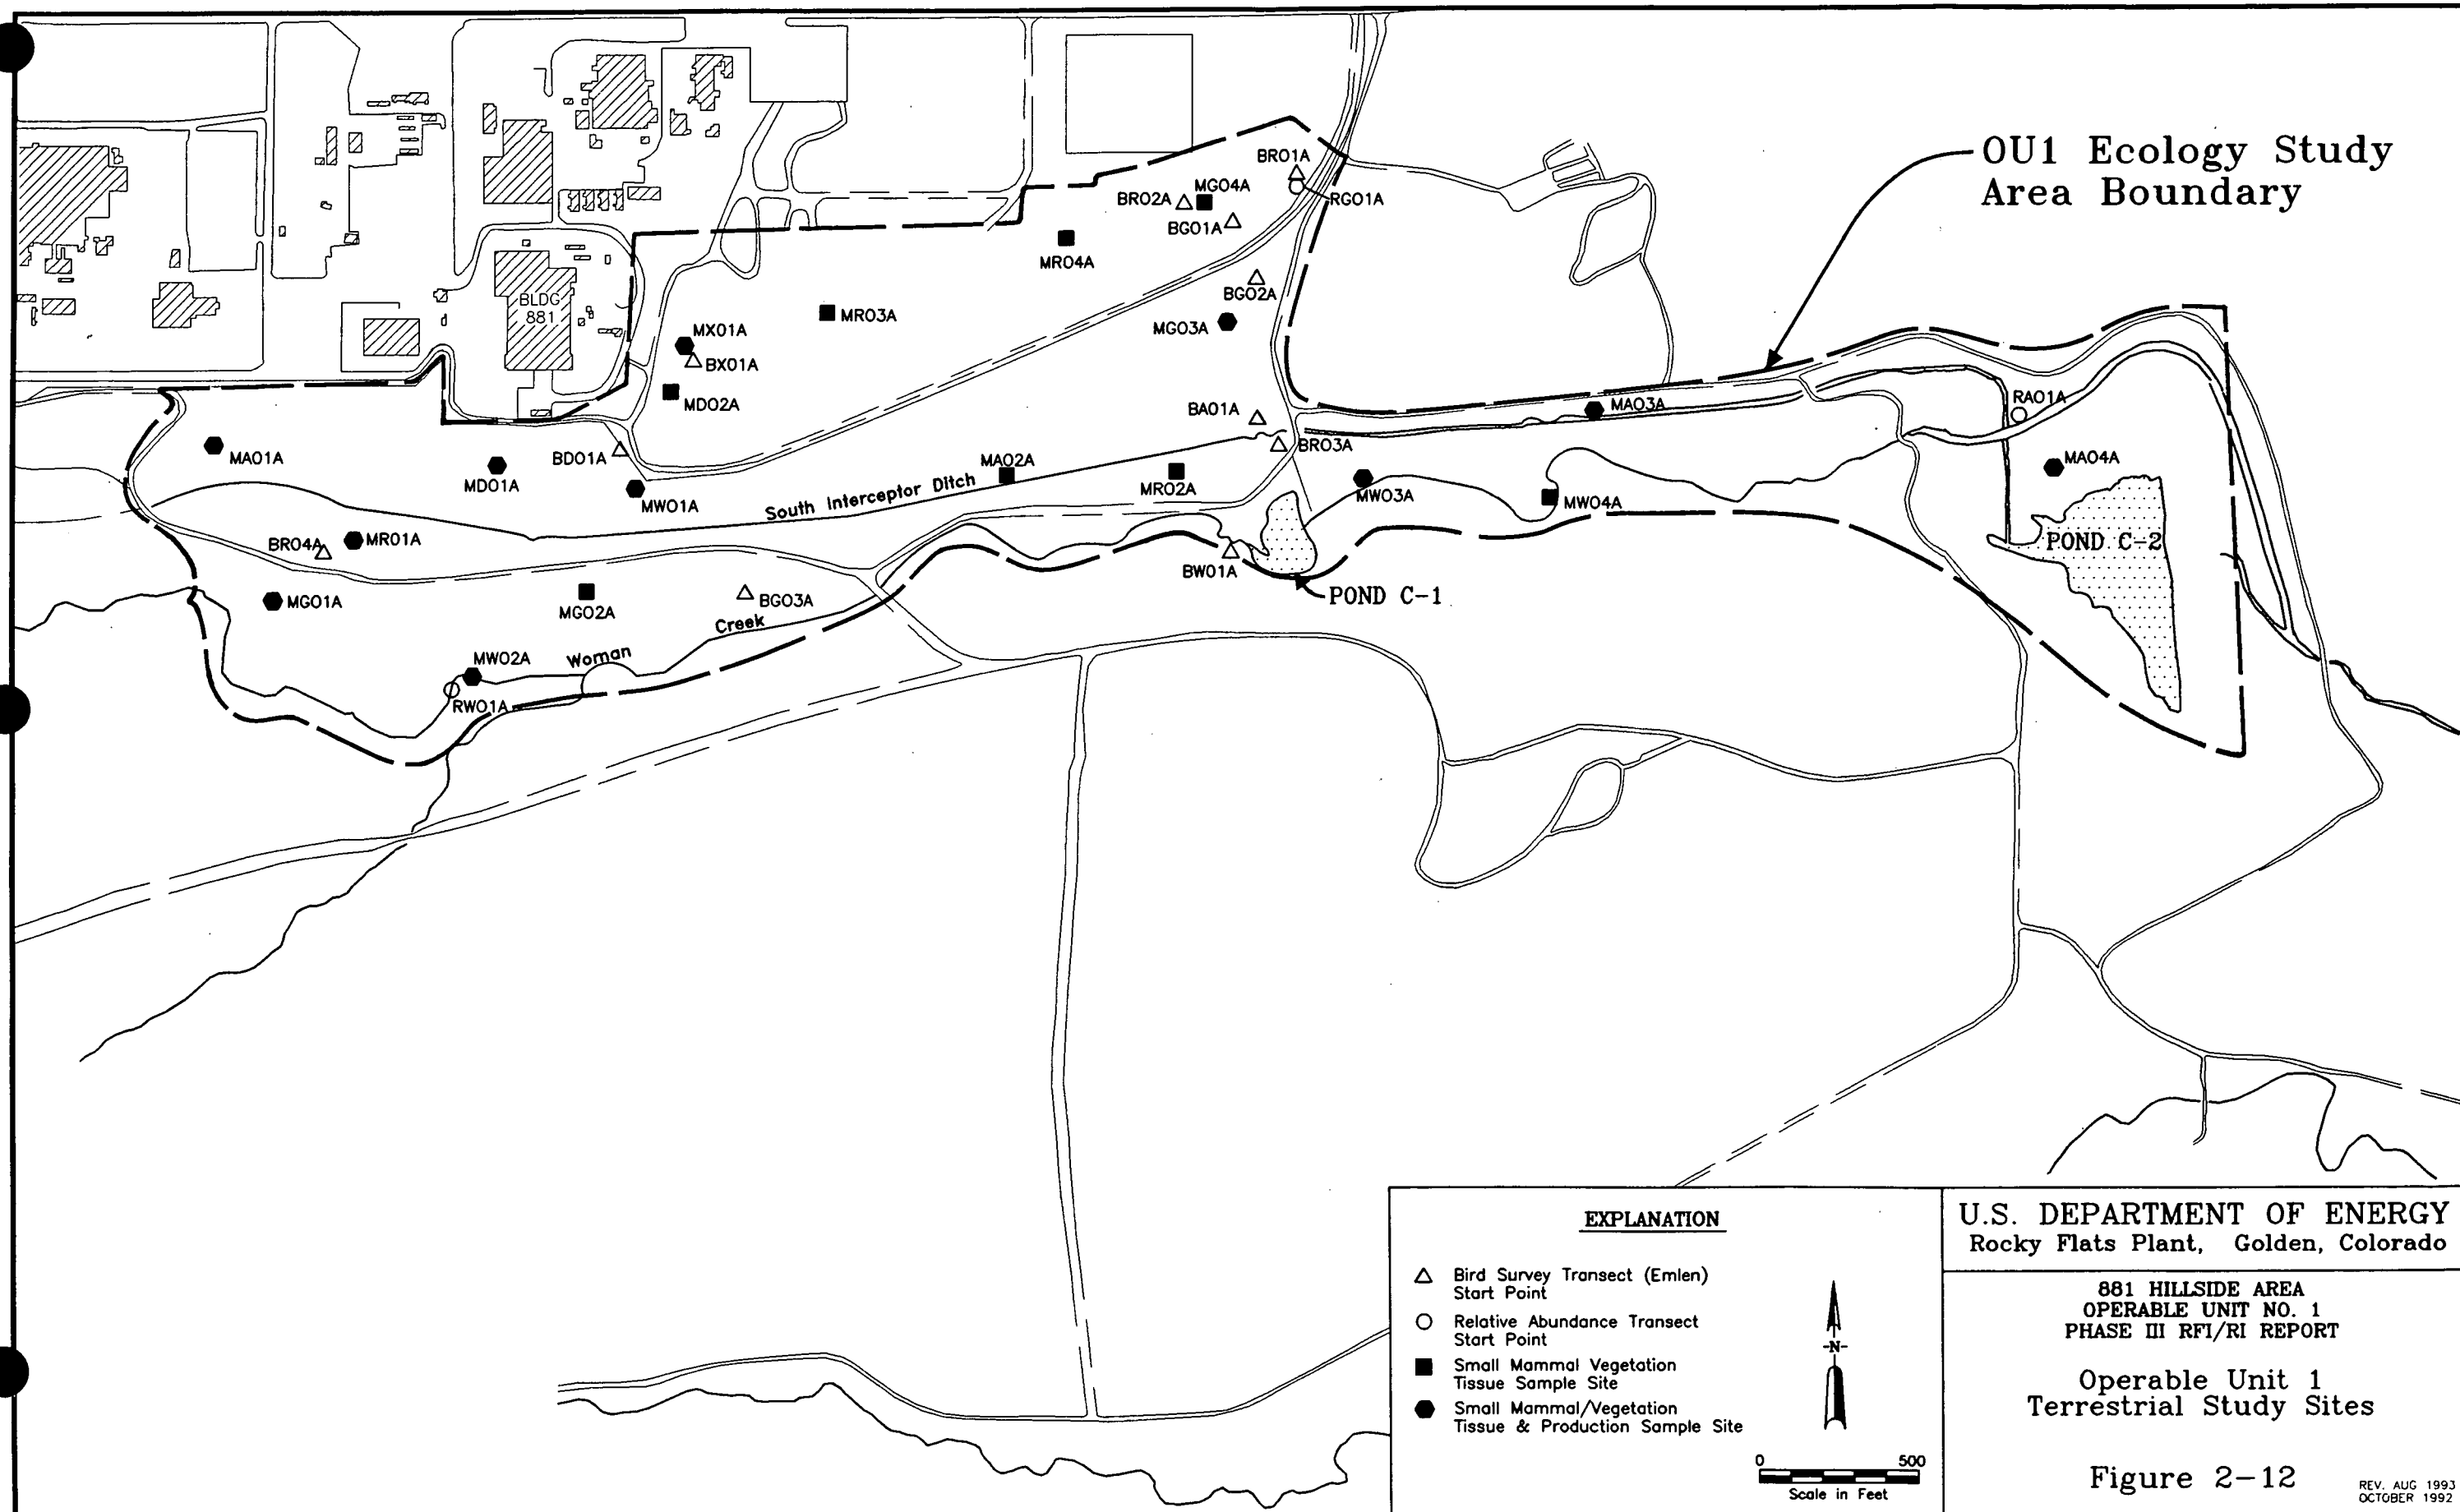 OU1 Ecology Study
Area Boundary
BR01A
MG04A
BR02A
RG01A
BG01A
MR04A
BG02A
BLDG
881
MR03A
MG03A
MX01A
BX01A
MD02A
BA01A
MA03A
RA01A
BR03A
MA01A
BD01A
MD01A
MA02A
MR02A
MA04A
MW01A
South Interceptor Ditch
MW03A
MW04A
BR04A
MR01A
POND C-2
BW01A
MG01A
MG02A
BG03A
POND C-1
Woman Creek
MW02A
RW01A
EXPLANATION
Bird Survey Transect (Emlen)
Start Point
Relative Abundance Transect
Start Point
Small Mammal Vegetation
Tissue Sample Site
Small Mammal/Vegetation
Tissue & Production Sample Site
-N-
0 500
Scale in Feet
U.S. DEPARTMENT OF ENERGY
Rocky Flats Plant, Golden, Colorado
881 HILLSIDE AREA
OPERABLE UNIT NO. 1
PHASE III RFI/RI REPORT
Operable Unit 1
Terrestrial Study Sites
Figure 2-12
REV. AUG 1993
OCTOBER 1992